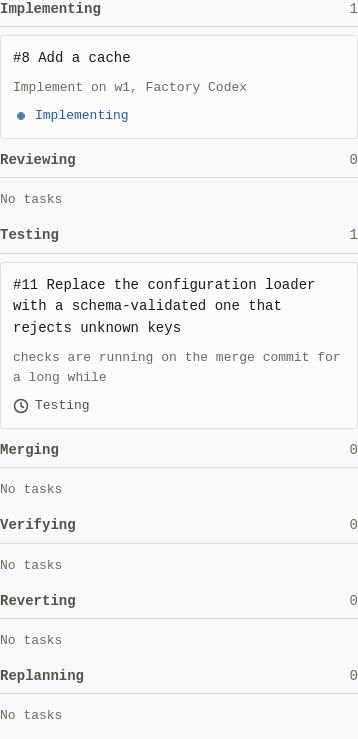 Implementing 1
#8 Add a cache
Implement on w1, Factory Codex
Implementing
Reviewing 0
No tasks
Testing 1
#11 Replace the configuration loader
with a schema-validated one that
rejects unknown keys
checks are running on the merge commit for
a long while
Testing
Merging 0
No tasks
Verifying 0
No tasks
Reverting 0
No tasks
Replanning 0
No tasks